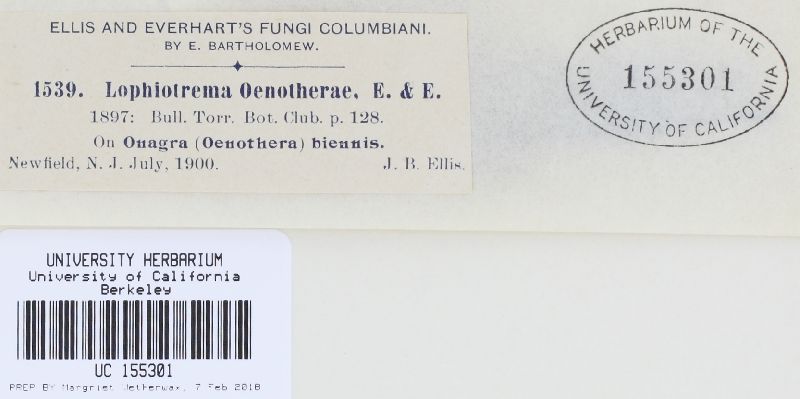 ELLIS AND EVERHART'S FUNGI COLUMBIANI.
BY E. BARTHOLOMEW.
1539. Lophiotrema Oenotherae, E. & E.
1897: Bull. Torr. Bot. Club. p. 128.
On Onagra (Oenothera) biennis.
Newfield, N. J. July, 1900. J. B. Ellis.
HERBARIUM OF THE
155301
UNIVERSITY OF CALIFORNIA
UNIVERSITY HERBARIUM
University of California
Berkeley
UC 155301
PREP BY Margriet Wetherwax, 7 Feb 2018